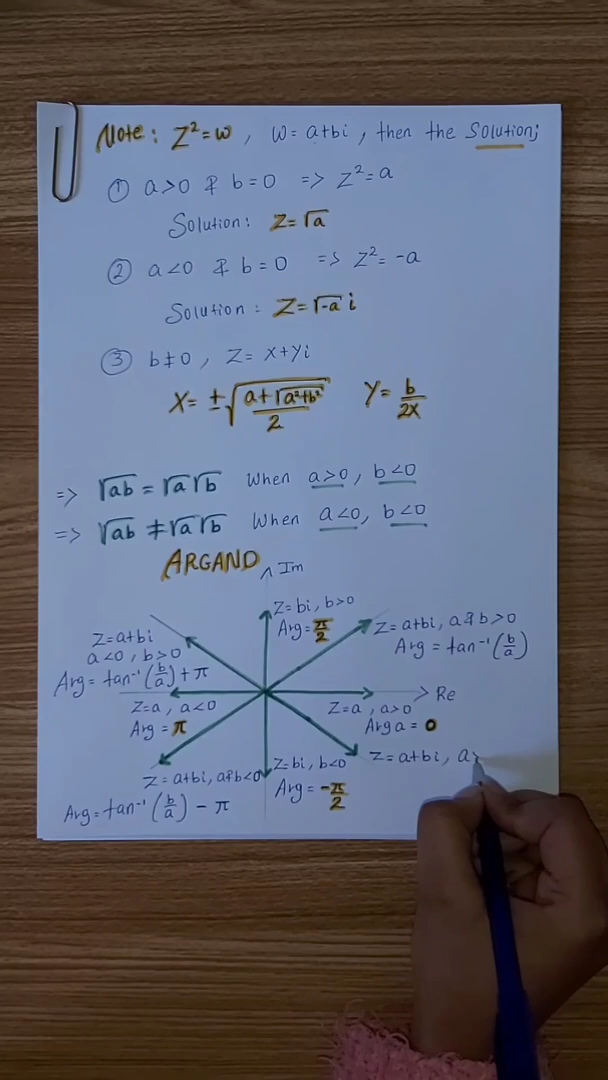 Note: Z²=w, w=a+bi, then the Solution;
① a>0 & b=0 => Z²=a
Solution: Z=√a
② a<0 & b=0 => Z²=-a
Solution: Z=√-a i
③ b≠0, Z=x+yi
X=±√((a+√(a²+b²))/2) Y=b/2x
=> √ab=√a√b When a>0, b<0
=> √ab≠√a√b When a<0, b<0
ARGAND
Im
Z=bi, b>0
Arg=π/2
Z=a+bi, a&b>0
Arg=tan⁻¹(b/a)
Z=a+bi
a<0, b>0
Arg=tan⁻¹(b/a)+π
Re
Z=a, a<0
Arg=π
Z=a, a>0
Arg a=0
Z=a+bi, a&b<0
Arg=tan⁻¹(b/a)-π
Z=bi, b<0
Arg=-π/2
Z=a+bi, a>